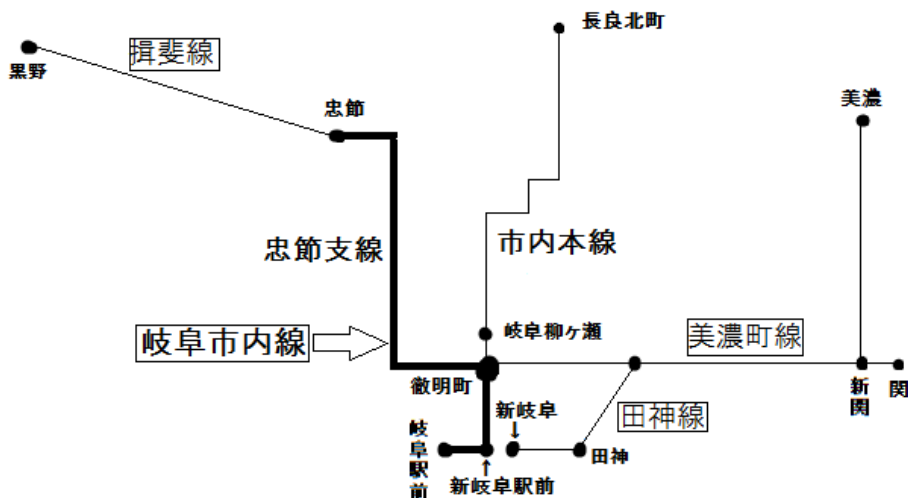 長良北町
揖斐線
黒野
美濃
忠節
忠節支線
市内本線
岐阜柳ヶ瀬
美濃町線
岐阜市内線
徹明町
新岐阜
新関
関
田神線
岐阜駅前
田神
新岐阜駅前